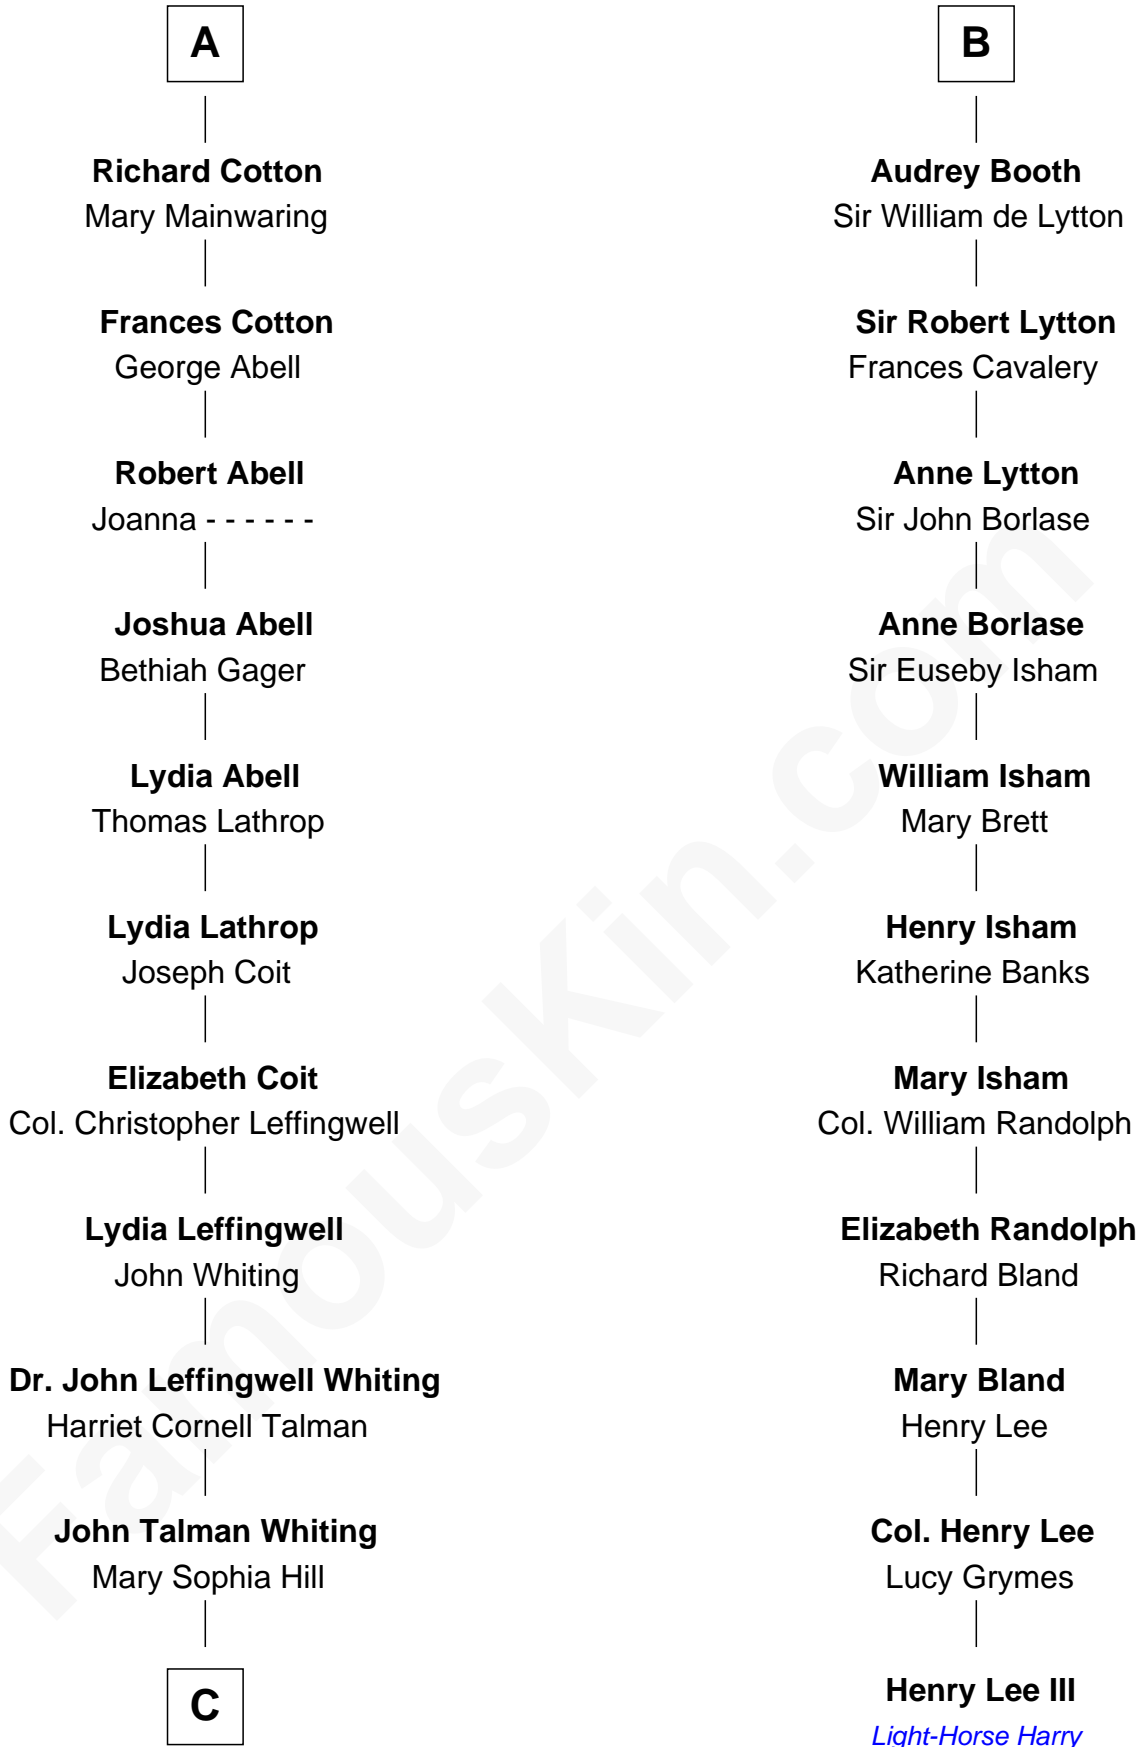 A
Richard Cotton
Mary Mainwaring
Frances Cotton
George Abell
Robert Abell
Joanna - - - - - -
Joshua Abell
Bethiah Gager
Lydia Abell
Thomas Lathrop
Lydia Lathrop
Joseph Coit
Elizabeth Coit
Col. Christopher Leffingwell
Lydia Leffingwell
John Whiting
Dr. John Leffingwell Whiting
Harriet Cornell Talman
John Talman Whiting
Mary Sophia Hill
C
B
Audrey Booth
Sir William de Lytton
Sir Robert Lytton
Frances Cavalery
Anne Lytton
Sir John Borlase
Anne Borlase
Sir Euseby Isham
William Isham
Mary Brett
Henry Isham
Katherine Banks
Mary Isham
Col. William Randolph
Elizabeth Randolph
Richard Bland
Mary Bland
Henry Lee
Col. Henry Lee
Lucy Grymes
Henry Lee III
Light-Horse Harry
FamousKin.com